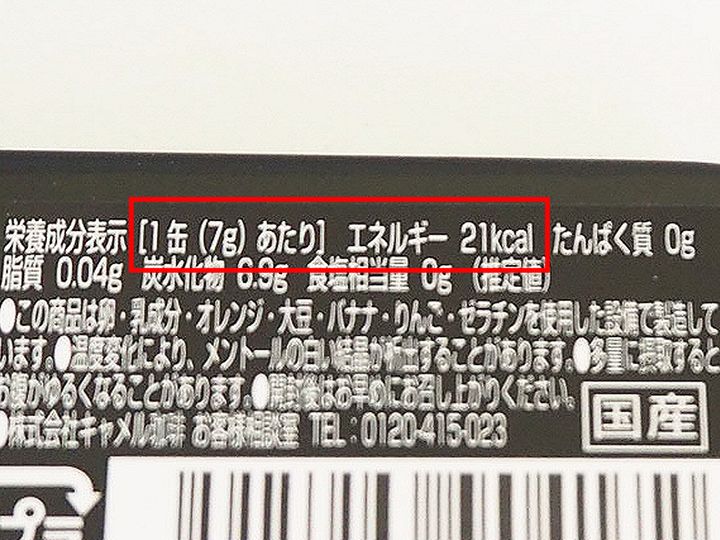 栄養成分表示 [1缶(7g)あたり] エネルギー 21kcal たんぱく質 0g
脂質 0.04g 炭水化物 6.9g 食塩相当量 0g (推定値)
●この商品は卵・乳成分・オレンジ・大豆・バナナ・りんご・ゼラチンを使用した設備で製造して
います。●温度変化により、メントールの白い結晶が析出することがあります。●多量に摂取すると
お腹がゆるくなることがあります。●開封後はお早めにお召し上がりください。
●株式会社キャメル珈琲 お客様相談室 TEL:0120-415-023
国産
プラ